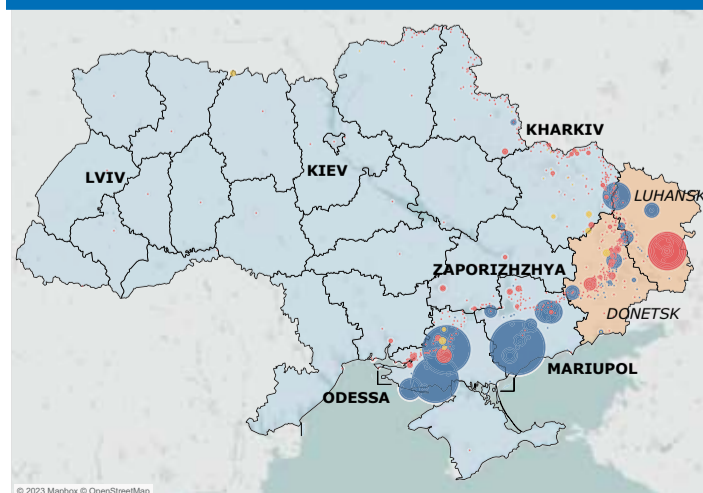 KHARKIV
LVIV
KIEV
LUHANSK
ZAPORIZHZHYA
DONETSK
MARIUPOL
ODESSA
© 2023 Mapbox © OpenStreetMap